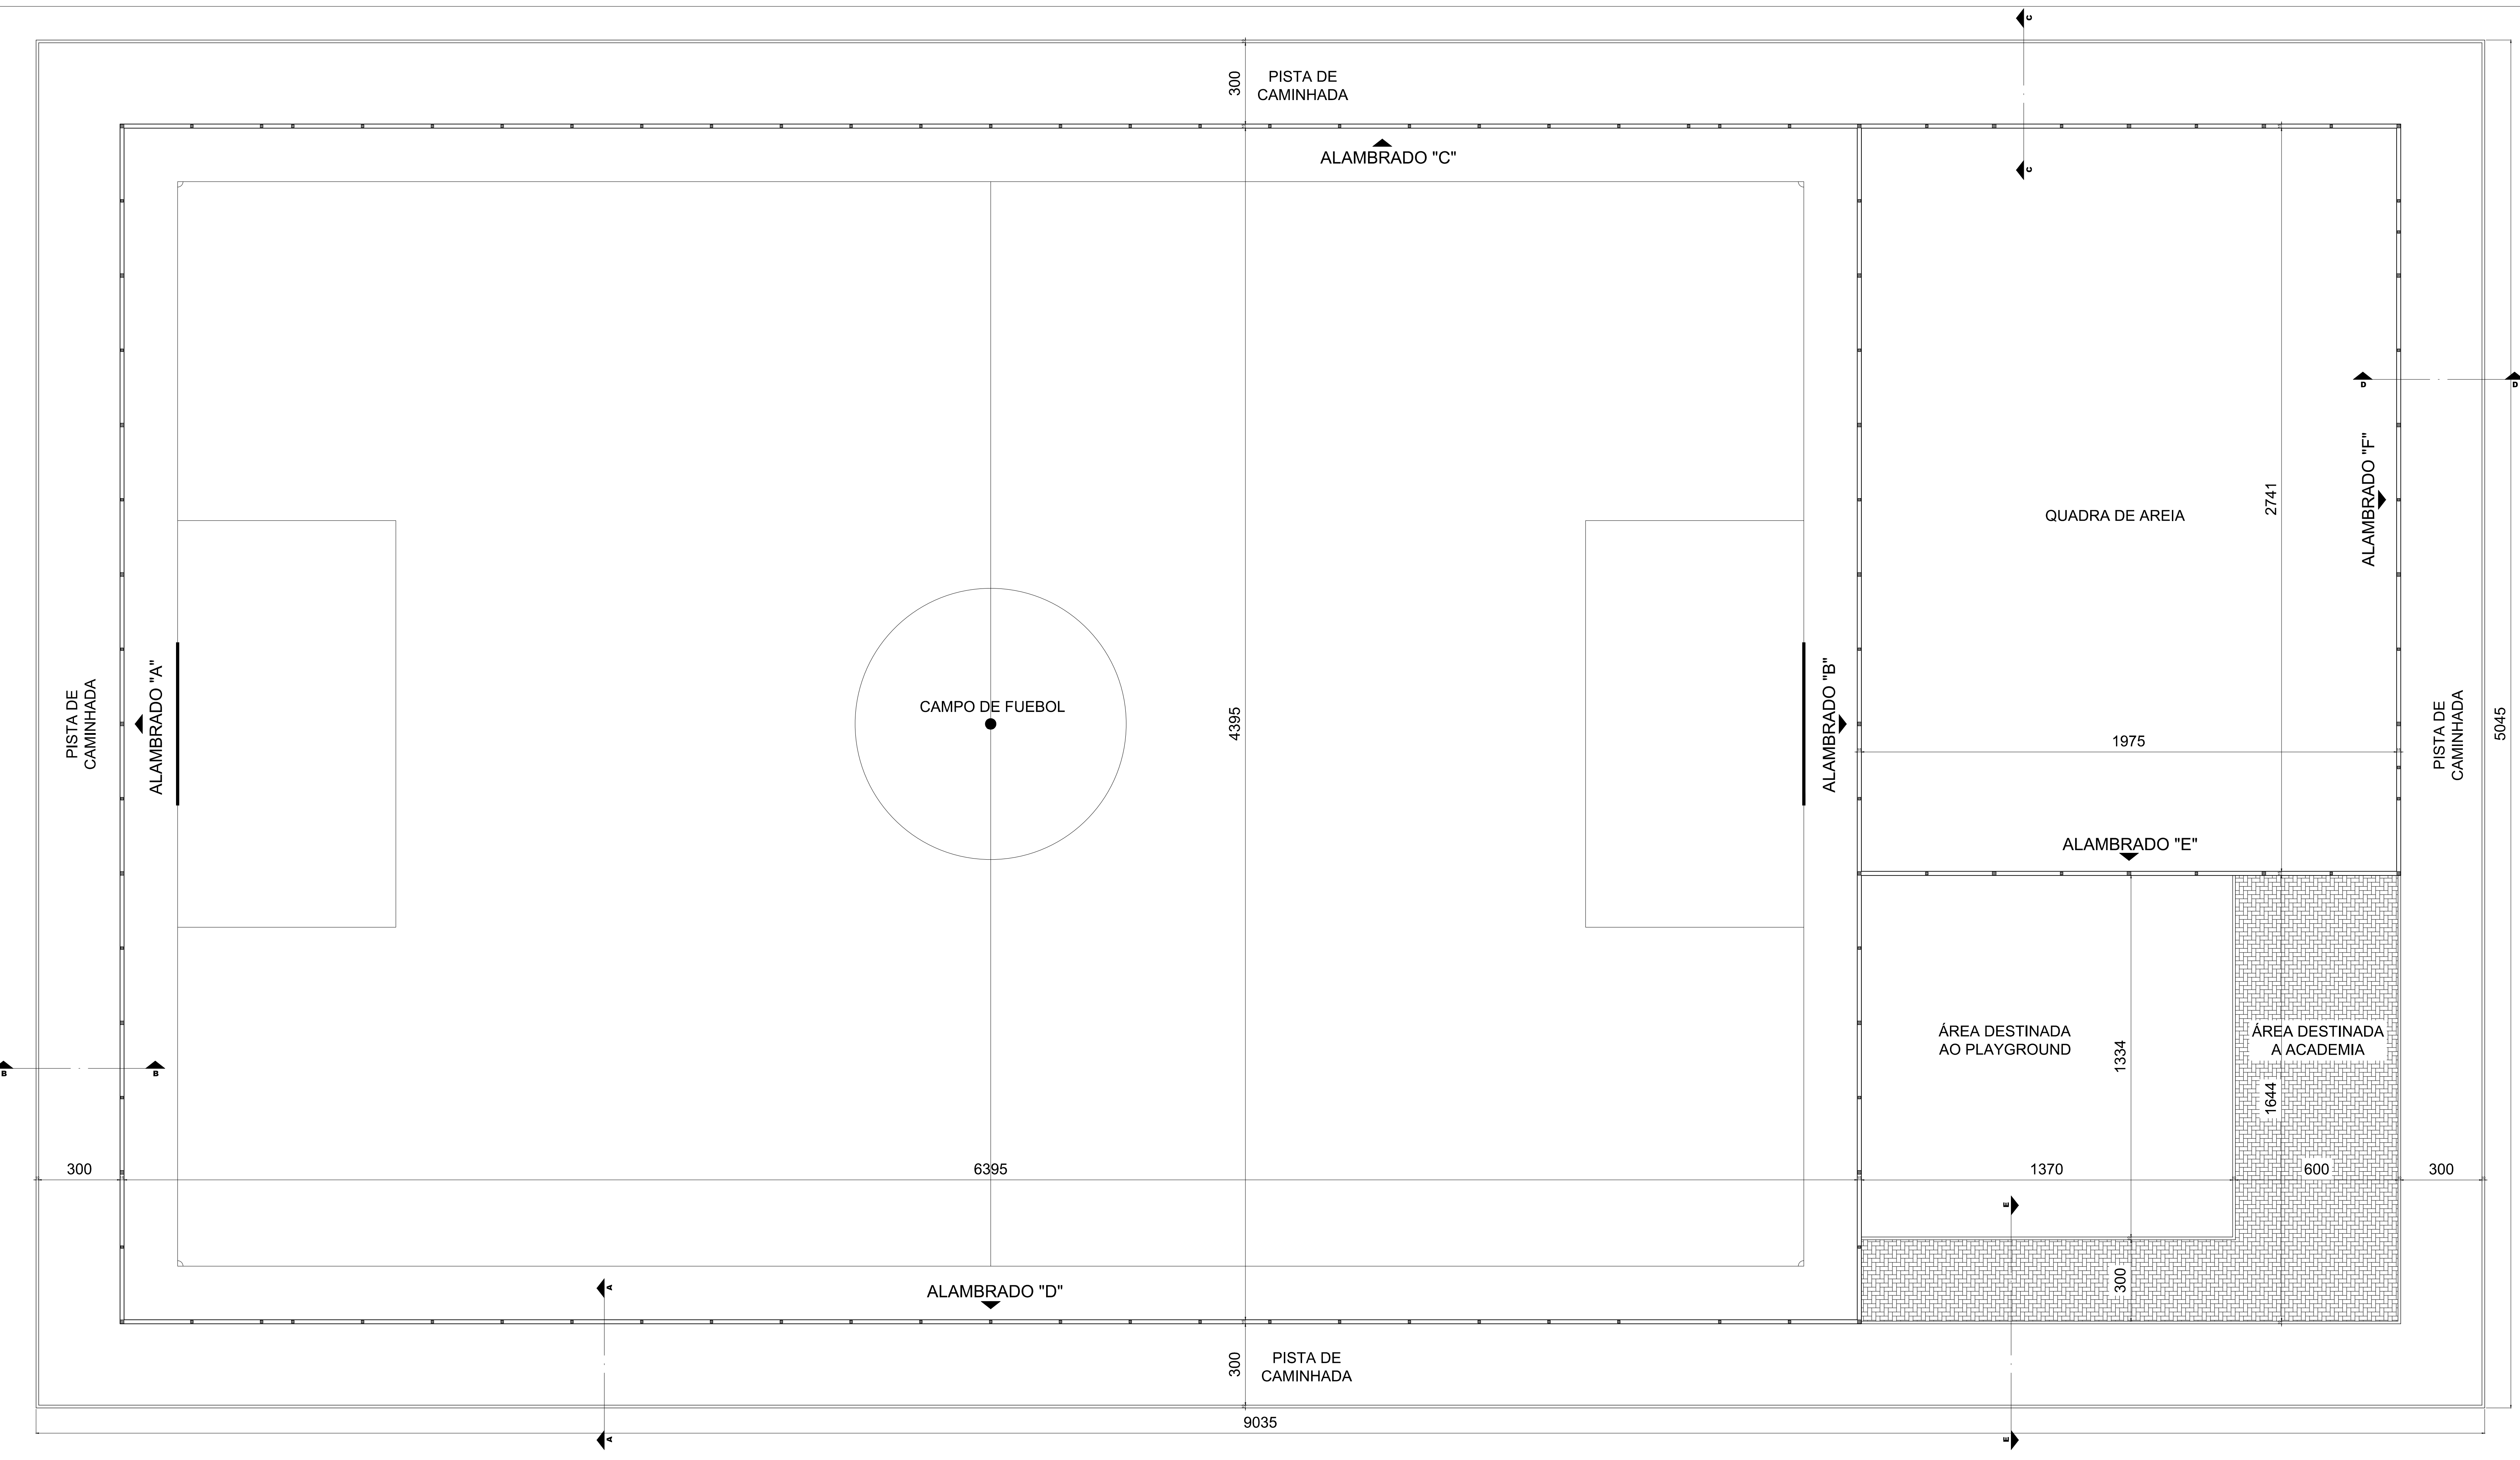 C
300
PISTA DE
CAMINHADA
ALAMBRADO "C"
C
D
D
ALAMBRADO "F"
2741
QUADRA DE AREIA
PISTA DE
CAMINHADA
ALAMBRADO "A"
CAMPO DE FUEBOL
4395
ALAMBRADO "B"
1975
PISTA DE
CAMINHADA
5045
ALAMBRADO "E"
ÁREA DESTINADA
AO PLAYGROUND
1334
ÁREA DESTINADA
A ACADEMIA
1644
B
B
300
6395
1370
600
300
E
300
A
ALAMBRADO "D"
300
PISTA DE
CAMINHADA
9035
A
E